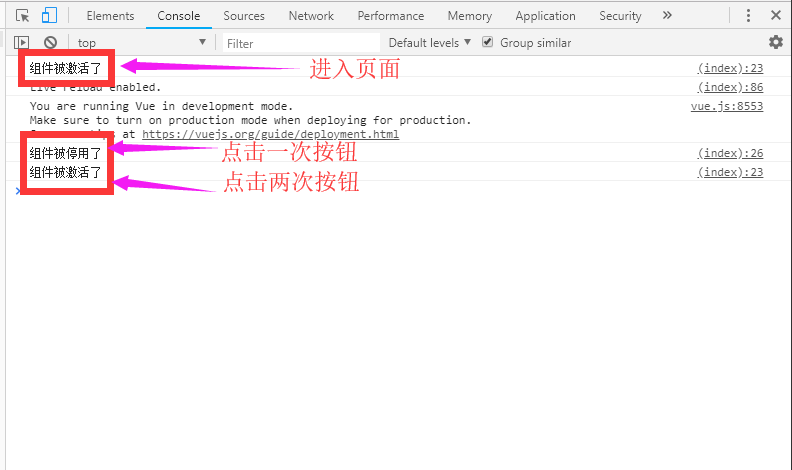 Elements Console Sources Network Performance Memory Application Security »
top Filter Default levels Group similar
组件被激活了 进入页面 (index):23
Live reload enabled. (index):86
You are running Vue in development mode. vue.js:8553
Make sure to turn on production mode when deploying for production.
at https://vuejs.org/guide/deployment.html
组件被停用了 点击一次按钮 (index):26
组件被激活了 点击两次按钮 (index):23